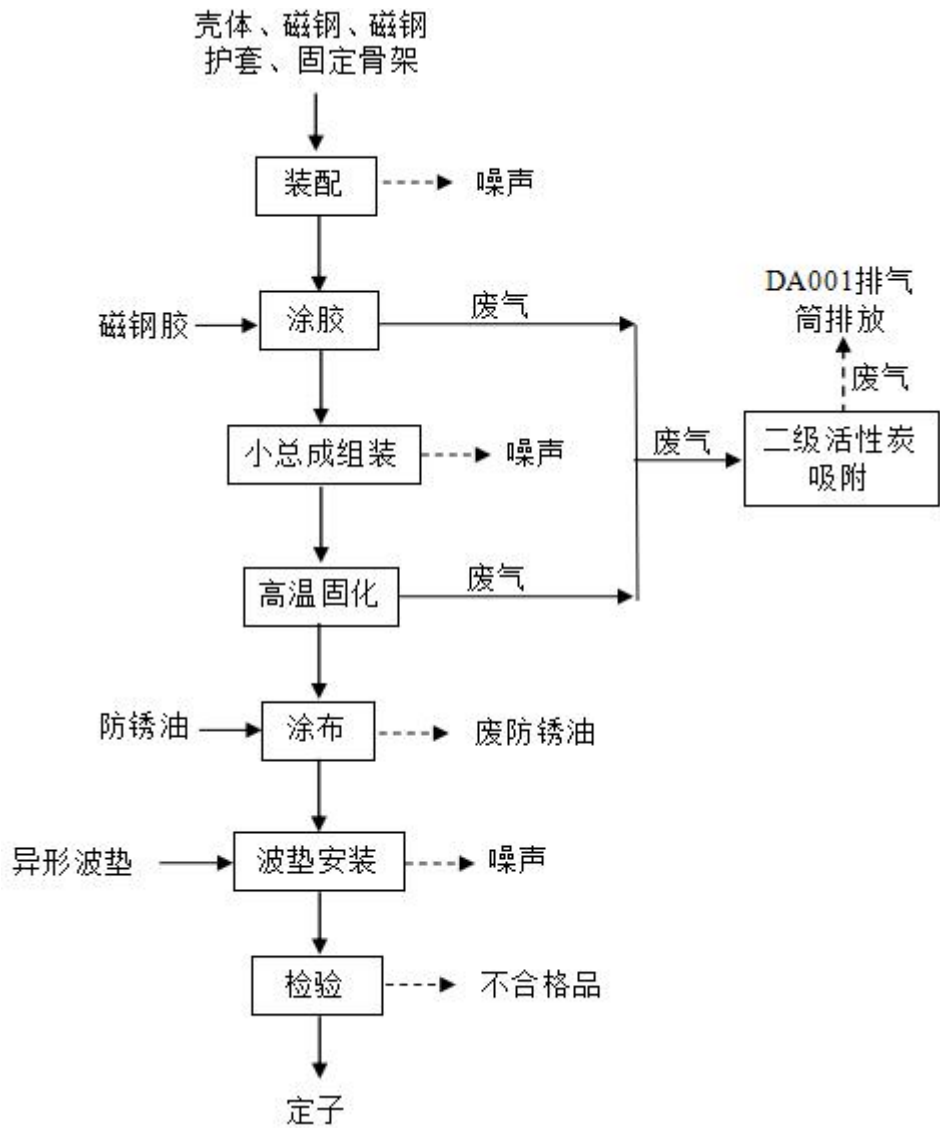 壳体、磁钢、磁钢
护套、固定骨架
装配
噪声
DA001排气
筒排放
磁钢胶
涂胶
废气
废气
小总成组装
噪声
废气
二级活性炭
吸附
高温固化
废气
防锈油
涂布
废防锈油
异形波垫
波垫安装
噪声
检验
不合格品
定子